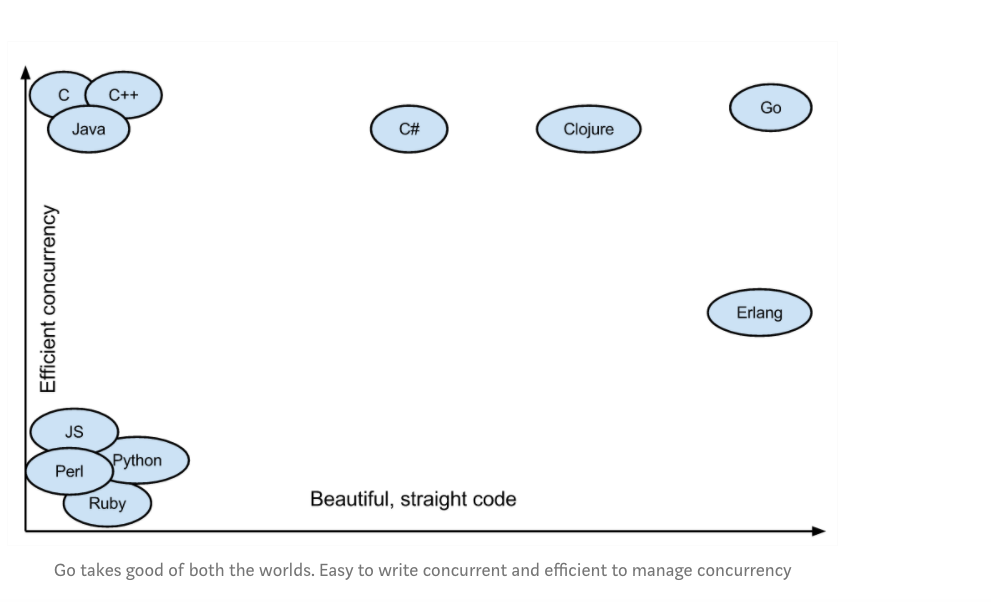 C
C++
Java
C#
Clojure
Go
Efficient concurrency
Erlang
JS
Python
Perl
Ruby
Beautiful, straight code
Go takes good of both the worlds. Easy to write concurrent and efficient to manage concurrency